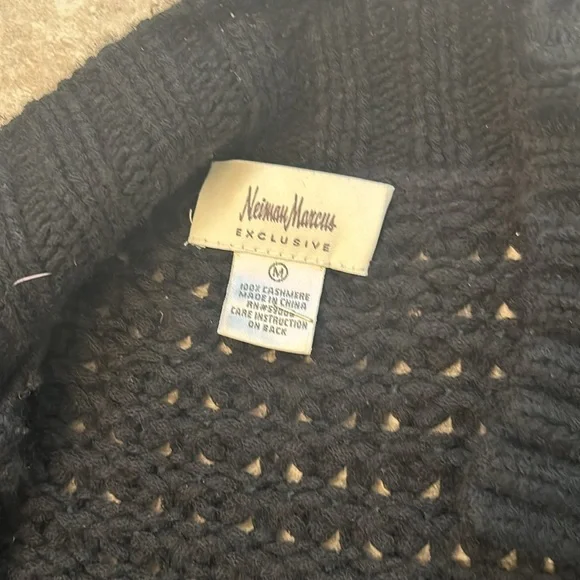 Neiman Marcus
EXCLUSIVE
M
100% CASHMERE
MADE IN CHINA
CARE INSTRUCTION
ON BACK